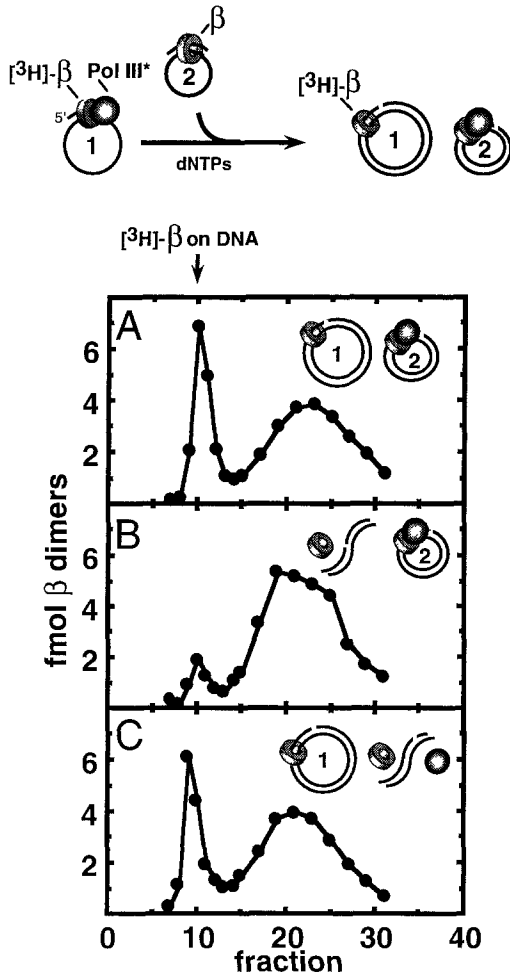 β
2
[³H]-β Pol III*
5'
1
dNTPs
[³H]-β
1
2
[³H]-β on DNA
A
1
2
6
4
2
B
2
6
4
2
C
1
6
4
2
0
fmol β dimers
0 10 20 30 40
fraction